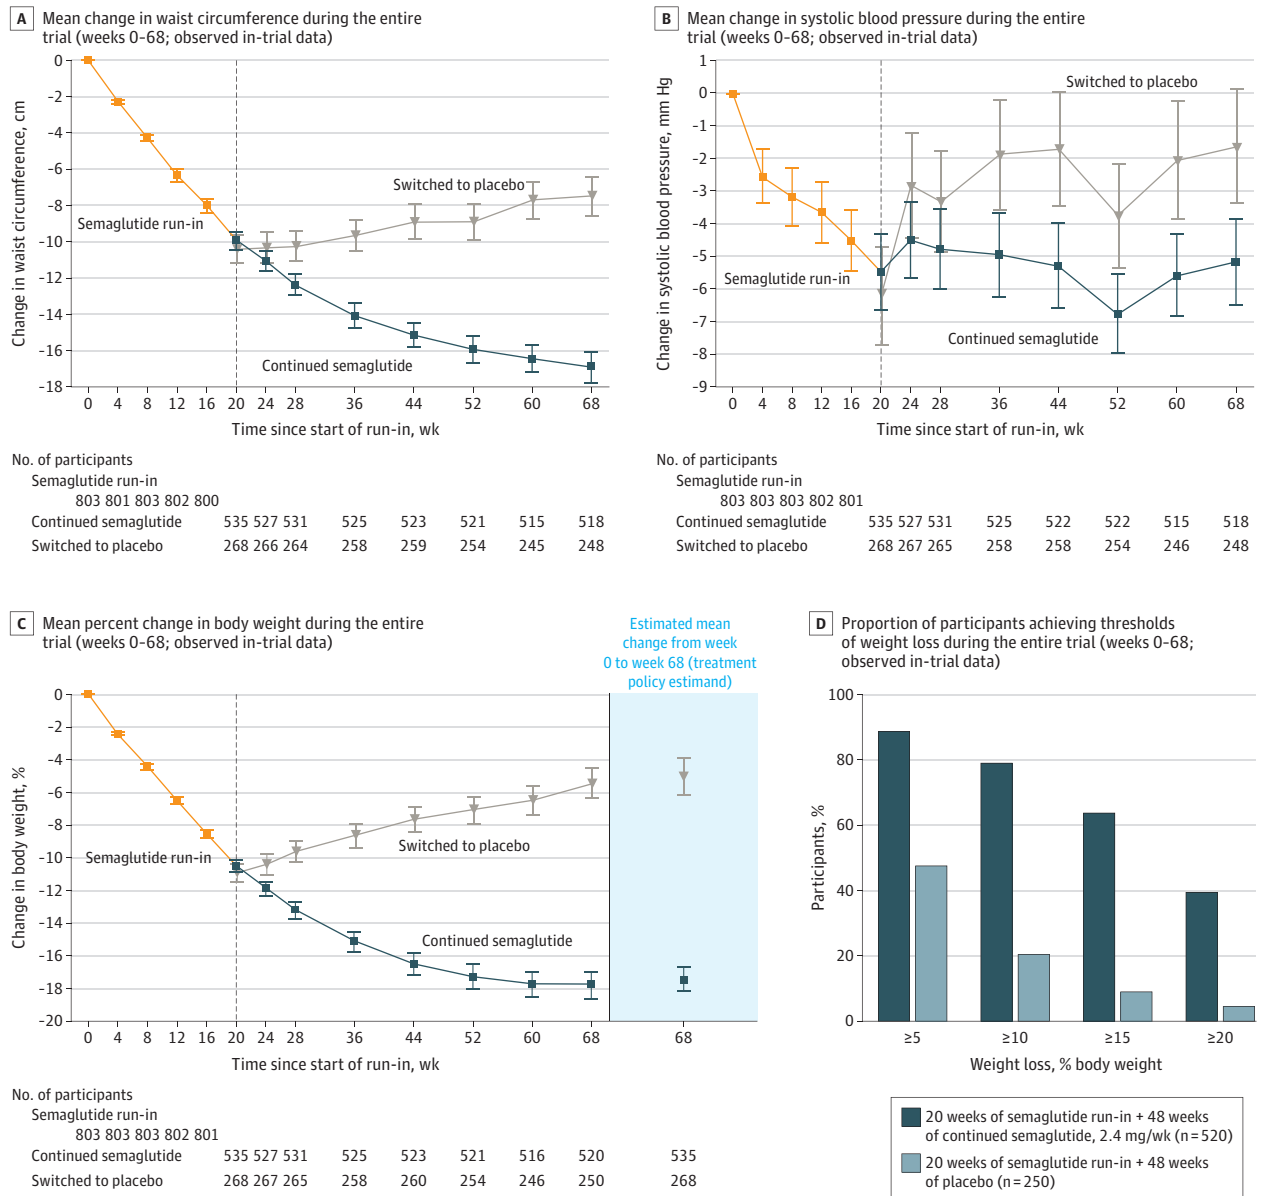 A Mean change in waist circumference during the entire
trial (weeks 0-68; observed in-trial data)
0
-2
-4
-6
-8
-10
-12
-14
-16
-18
Change in waist circumference, cm
Switched to placebo
Semaglutide run-in
Continued semaglutide
0 4 8 12 16 20 24 28 36 44 52 60 68
Time since start of run-in, wk
No. of participants
Semaglutide run-in
803 801 803 802 800
Continued semaglutide 535 527 531 525 523 521 515 518
Switched to placebo 268 266 264 258 259 254 245 248
B Mean change in systolic blood pressure during the entire
trial (weeks 0-68; observed in-trial data)
1
0
-1
-2
-3
-4
-5
-6
-7
-8
-9
Change in systolic blood pressure, mm Hg
Switched to placebo
Semaglutide run-in
Continued semaglutide
0 4 8 12 16 20 24 28 36 44 52 60 68
Time since start of run-in, wk
No. of participants
Semaglutide run-in
803 803 803 802 801
Continued semaglutide 535 527 531 525 522 522 515 518
Switched to placebo 268 267 265 258 258 254 246 248
C Mean percent change in body weight during the entire
trial (weeks 0-68; observed in-trial data)
Estimated mean
change from week
0 to week 68 (treatment
policy estimand)
0
-2
-4
-6
-8
-10
-12
-14
-16
-18
-20
Change in body weight, %
Semaglutide run-in
Switched to placebo
Continued semaglutide
0 4 8 12 16 20 24 28 36 44 52 60 68 68
Time since start of run-in, wk
No. of participants
Semaglutide run-in
803 803 803 802 801
Continued semaglutide 535 527 531 525 523 521 516 520 535
Switched to placebo 268 267 265 258 260 254 246 250 268
D Proportion of participants achieving thresholds
of weight loss during the entire trial (weeks 0-68;
observed in-trial data)
100
80
60
40
20
0
Participants, %
≥5 ≥10 ≥15 ≥20
Weight loss, % body weight
20 weeks of semaglutide run-in + 48 weeks
of continued semaglutide, 2.4 mg/wk (n=520)
20 weeks of semaglutide run-in + 48 weeks
of placebo (n=250)